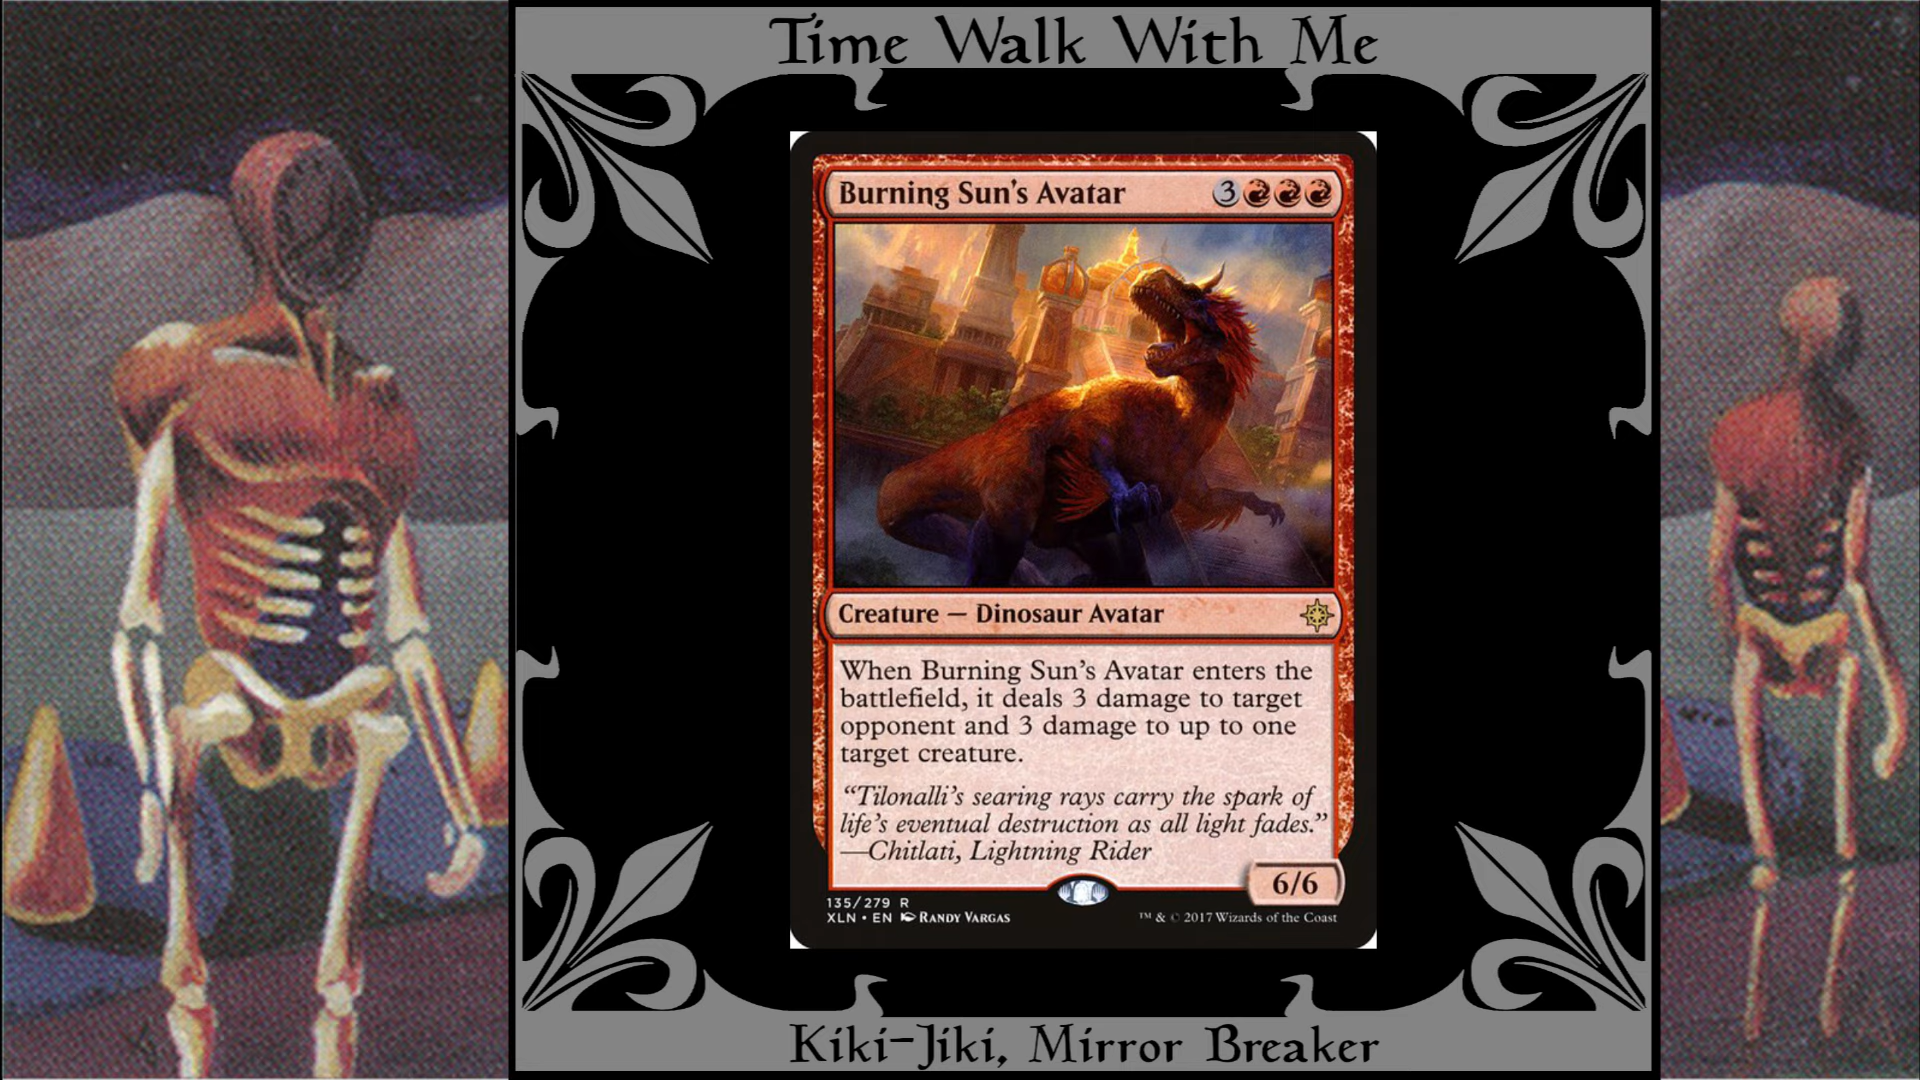 Time Walk With Me
Burning Sun's Avatar 3
Creature — Dinosaur Avatar
When Burning Sun's Avatar enters the
battlefield, it deals 3 damage to target
opponent and 3 damage to up to one
target creature.
“Tilonalli's searing rays carry the spark of
life's eventual destruction as all light fades.”
—Chitlati, Lightning Rider
6/6
135/279 R
XLN • EN Randy Vargas
™ & © 2017 Wizards of the Coast
Kiki-Jiki, Mirror Breaker